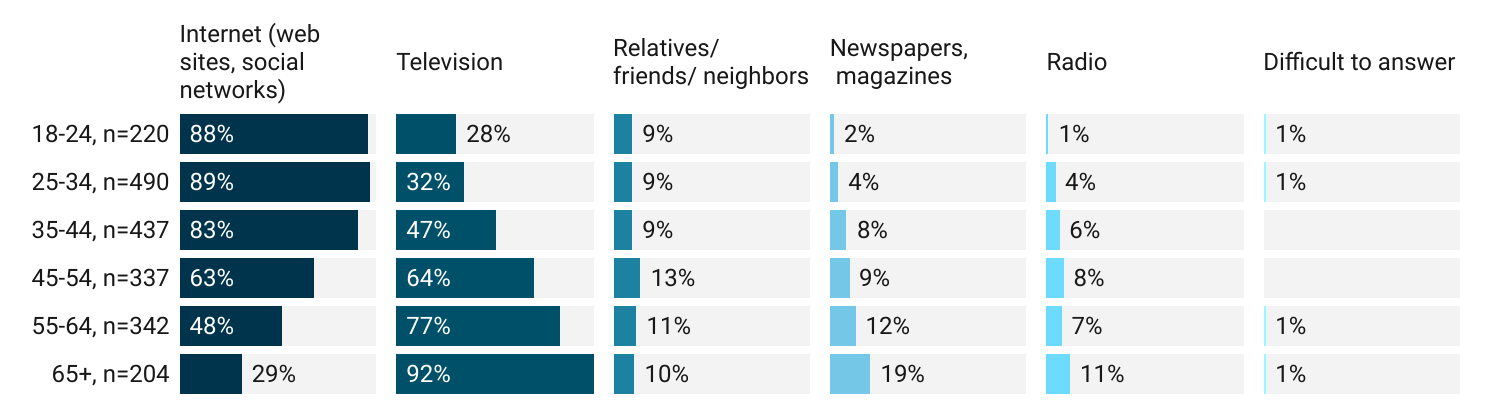 Internet (web
sites, social
networks)
Television
Relatives/
friends/ neighbors
Newspapers,
magazines
Radio
Difficult to answer
18-24, n=220 88% 28% 9% 2% 1% 1%
25-34, n=490 89% 32% 9% 4% 4% 1%
35-44, n=437 83% 47% 9% 8% 6%
45-54, n=337 63% 64% 13% 9% 8%
55-64, n=342 48% 77% 11% 12% 7% 1%
65+, n=204 29% 92% 10% 19% 11% 1%